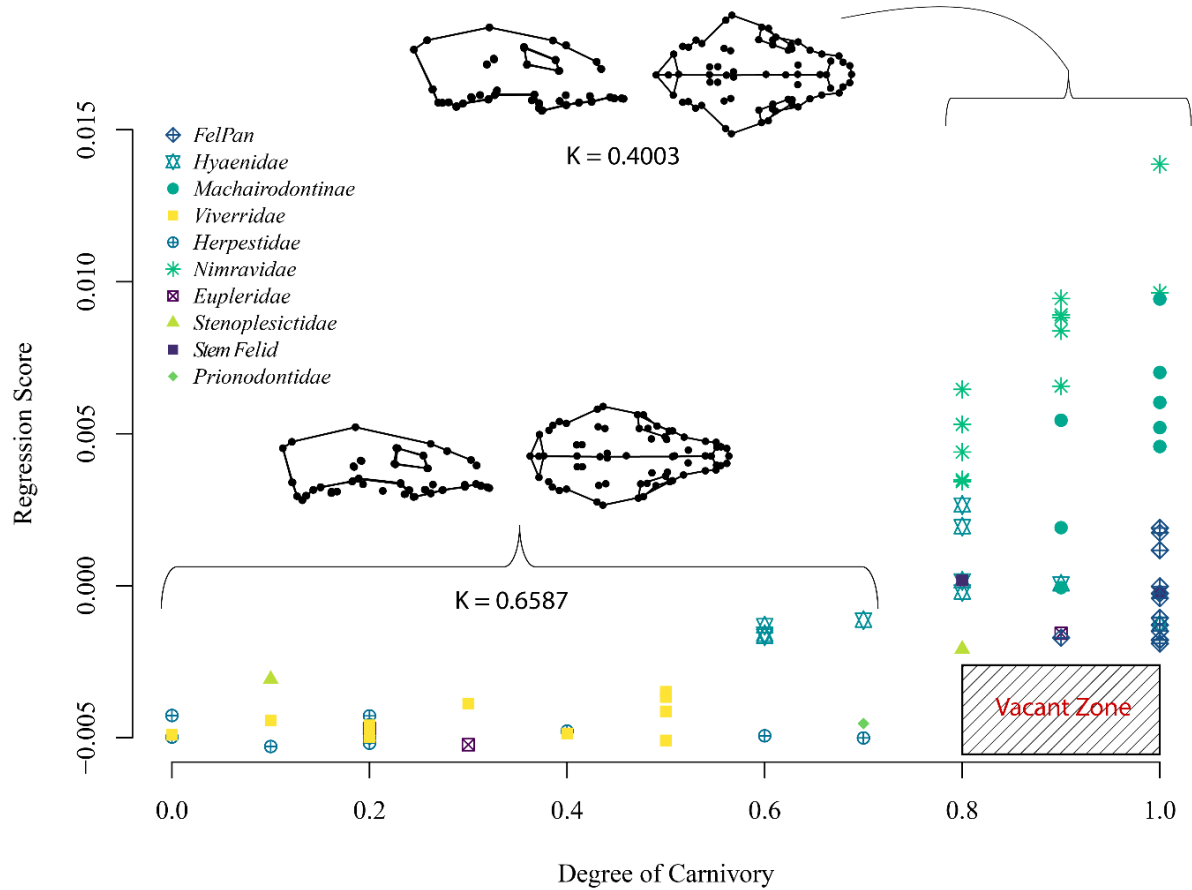 K = 0.4003
FelPan
Hyaenidae
Machairodontinae
Viverridae
Herpestidae
Nimravidae
Eupleridae
Stenoplesictidae
Stem Felid
Prionodontidae
K = 0.6587
Vacant Zone
Regression Score
0.015
0.010
0.005
0.000
−0.005
0.0 0.2 0.4 0.6 0.8 1.0
Degree of Carnivory